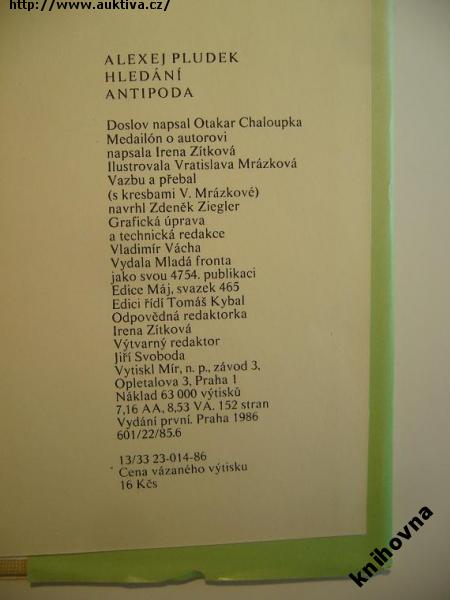 http://www.auktiva.cz/
ALEXEJ PLUDEK
HLEDÁNÍ
ANTIPODA
Doslov napsal Otakar Chaloupka
Medailón o autorovi
napsala Irena Zítková
Ilustrovala Vratislava Mrázková
Vazbu a přebal
(s kresbami V. Mrázkové)
navrhl Zdeněk Ziegler
Grafická úprava
a technická redakce
Vladimír Vácha
Vydala Mladá fronta
jako svou 4754. publikaci
Edice Máj, svazek 465
Edici řídí Tomáš Kybal
Odpovědná redaktorka
Irena Zítková
Výtvarný redaktor
Jiří Svoboda
Vytiskl Mír, n. p., závod 3,
Opletalova 3, Praha 1
Náklad 63 000 výtisků
7,16 AA, 8,53 VA. 152 stran
Vydání první. Praha 1986
601/22/85.6
13/33 23-014-86
Cena vázaného výtisku
16 Kčs
knihovna